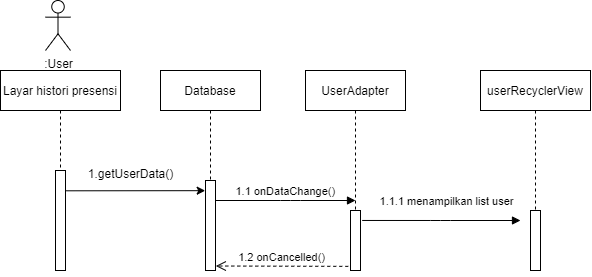 :User
Layar histori presensi
Database
UserAdapter
userRecyclerView
1.getUserData()
1.1 onDataChange()
1.1.1 menampilkan list user
1.2 onCancelled()